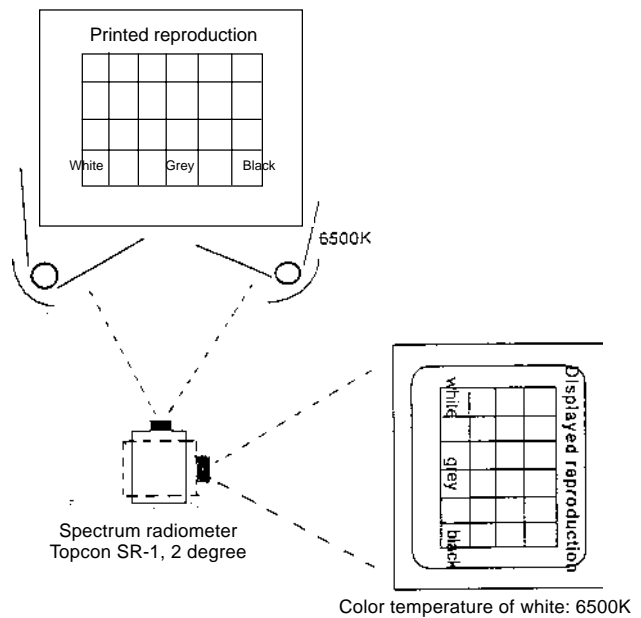 Printed reproduction
White Grey Black
6500K
Displayed reproduction
white grey black
Spectrum radiometer
Topcon SR-1, 2 degree
Color temperature of white: 6500K